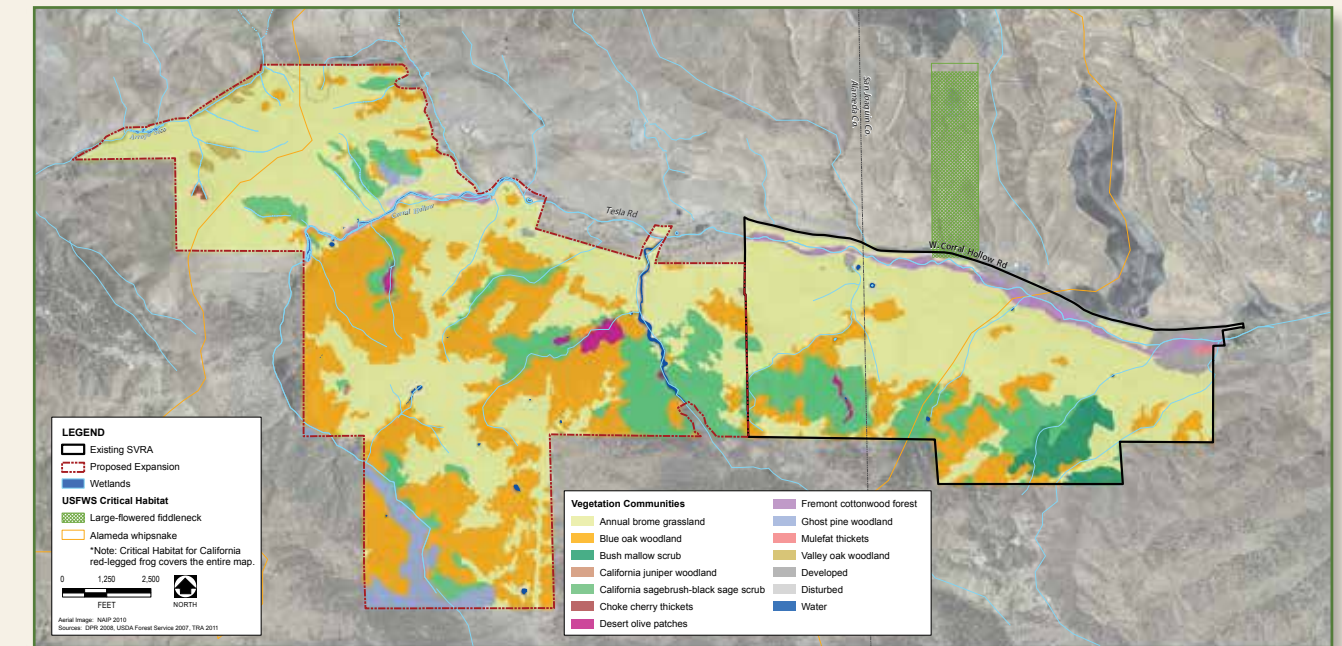 San Joaquin Co
Alameda Co
Tesla Rd
Corral Hollow
W Corral Hollow Rd
LEGEND
Existing SVRA
Proposed Expansion
Wetlands
USFWS Critical Habitat
Large-flowered fiddleneck
Alameda whipsnake
*Note: Critical Habitat for California
red-legged frog covers the entire map.
0 1,250 2,500
FEET
NORTH
Aerial Image: NAIP 2010
Sources: DPR 2008, USDA Forest Service 2007, TRA 2011
Vegetation Communities
Annual brome grassland
Blue oak woodland
Bush mallow scrub
California juniper woodland
California sagebrush-black sage scrub
Choke cherry thickets
Desert olive patches
Fremont cottonwood forest
Ghost pine woodland
Mulefat thickets
Valley oak woodland
Developed
Disturbed
Water